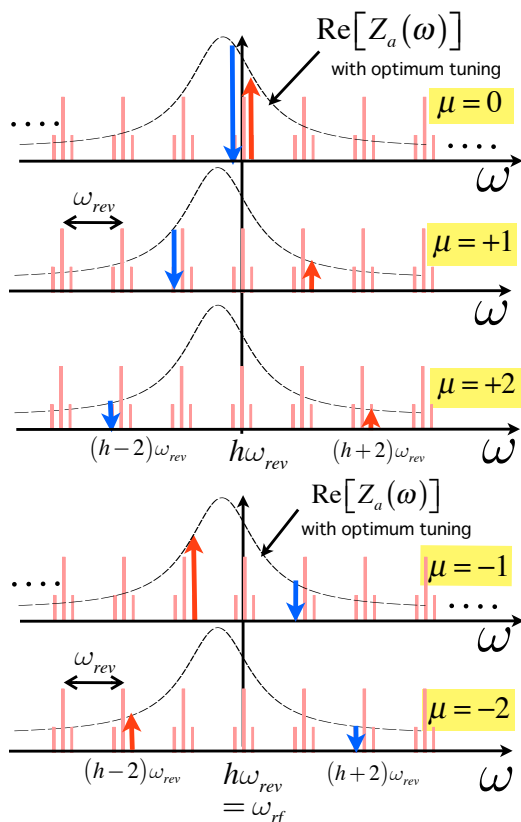 Re[Z_a(ω)]
with optimum tuning
μ = 0
....
....
ω
ω_rev
μ = +1
ω
μ = +2
(h−2)ω_rev
hω_rev
(h+2)ω_rev
ω
Re[Z_a(ω)]
with optimum tuning
μ = −1
....
....
ω
ω_rev
μ = −2
ω
(h−2)ω_rev
hω_rev
(h+2)ω_rev
= ω_rf